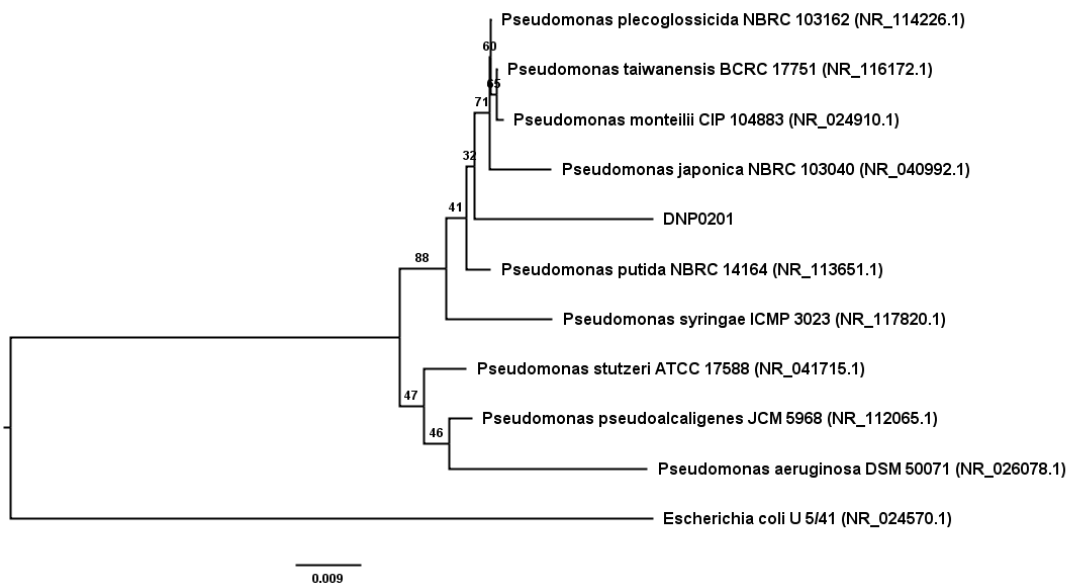 Pseudomonas plecoglossicida NBRC 103162 (NR_114226.1)
60
Pseudomonas taiwanensis BCRC 17751 (NR_116172.1)
65
71
Pseudomonas monteilii CIP 104883 (NR_024910.1)
32
Pseudomonas japonica NBRC 103040 (NR_040992.1)
41
DNP0201
88
Pseudomonas putida NBRC 14164 (NR_113651.1)
Pseudomonas syringae ICMP 3023 (NR_117820.1)
Pseudomonas stutzeri ATCC 17588 (NR_041715.1)
47
Pseudomonas pseudoalcaligenes JCM 5968 (NR_112065.1)
46
Pseudomonas aeruginosa DSM 50071 (NR_026078.1)
Escherichia coli U 5/41 (NR_024570.1)
0.009